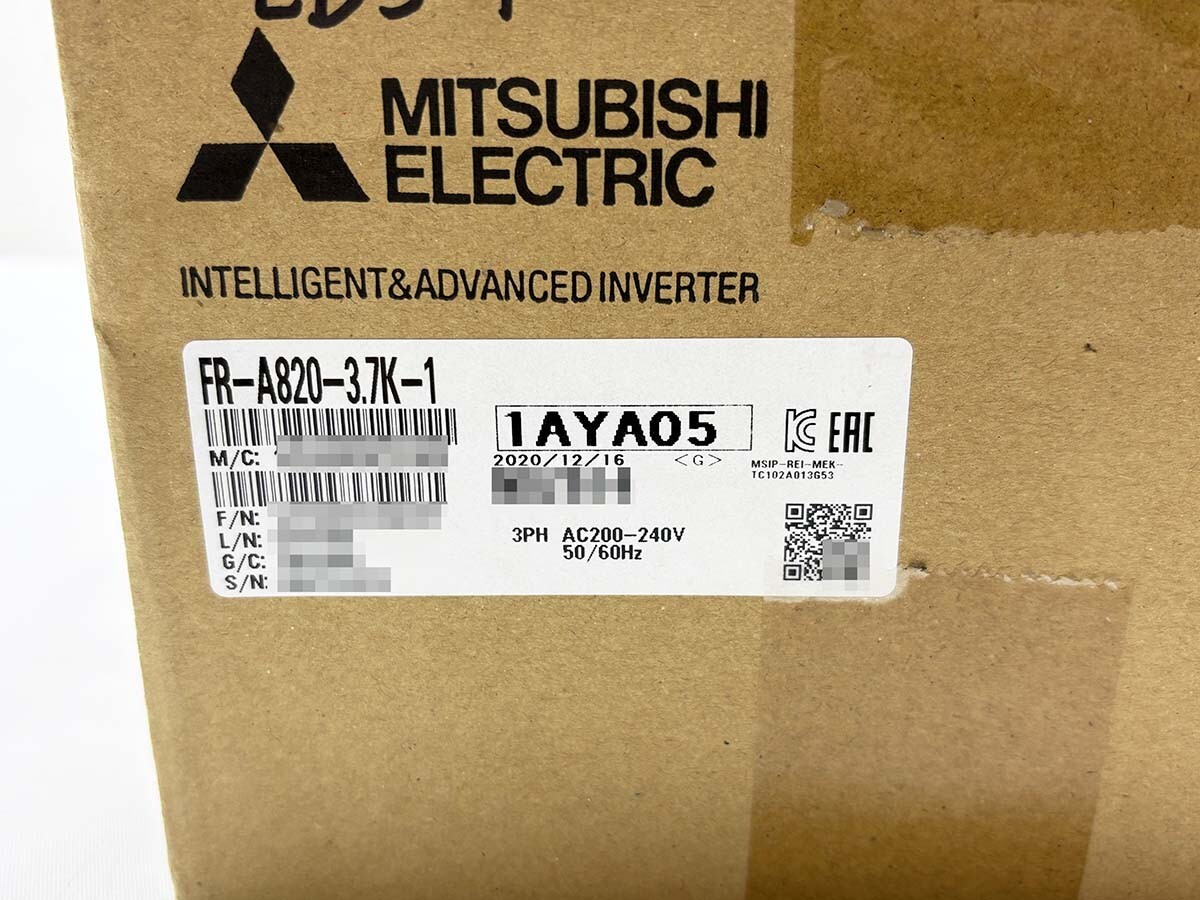 MITSUBISHI
ELECTRIC
INTELLIGENT&ADVANCED INVERTER
FR-A820-3.7K-1
M/C:
F/N:
L/N:
G/C:
S/N:
1AYA05
2020/12/16 <G>
3PH AC200-240V
50/60Hz
EAC
MSIP-REI-MEK-
TC102A013G53